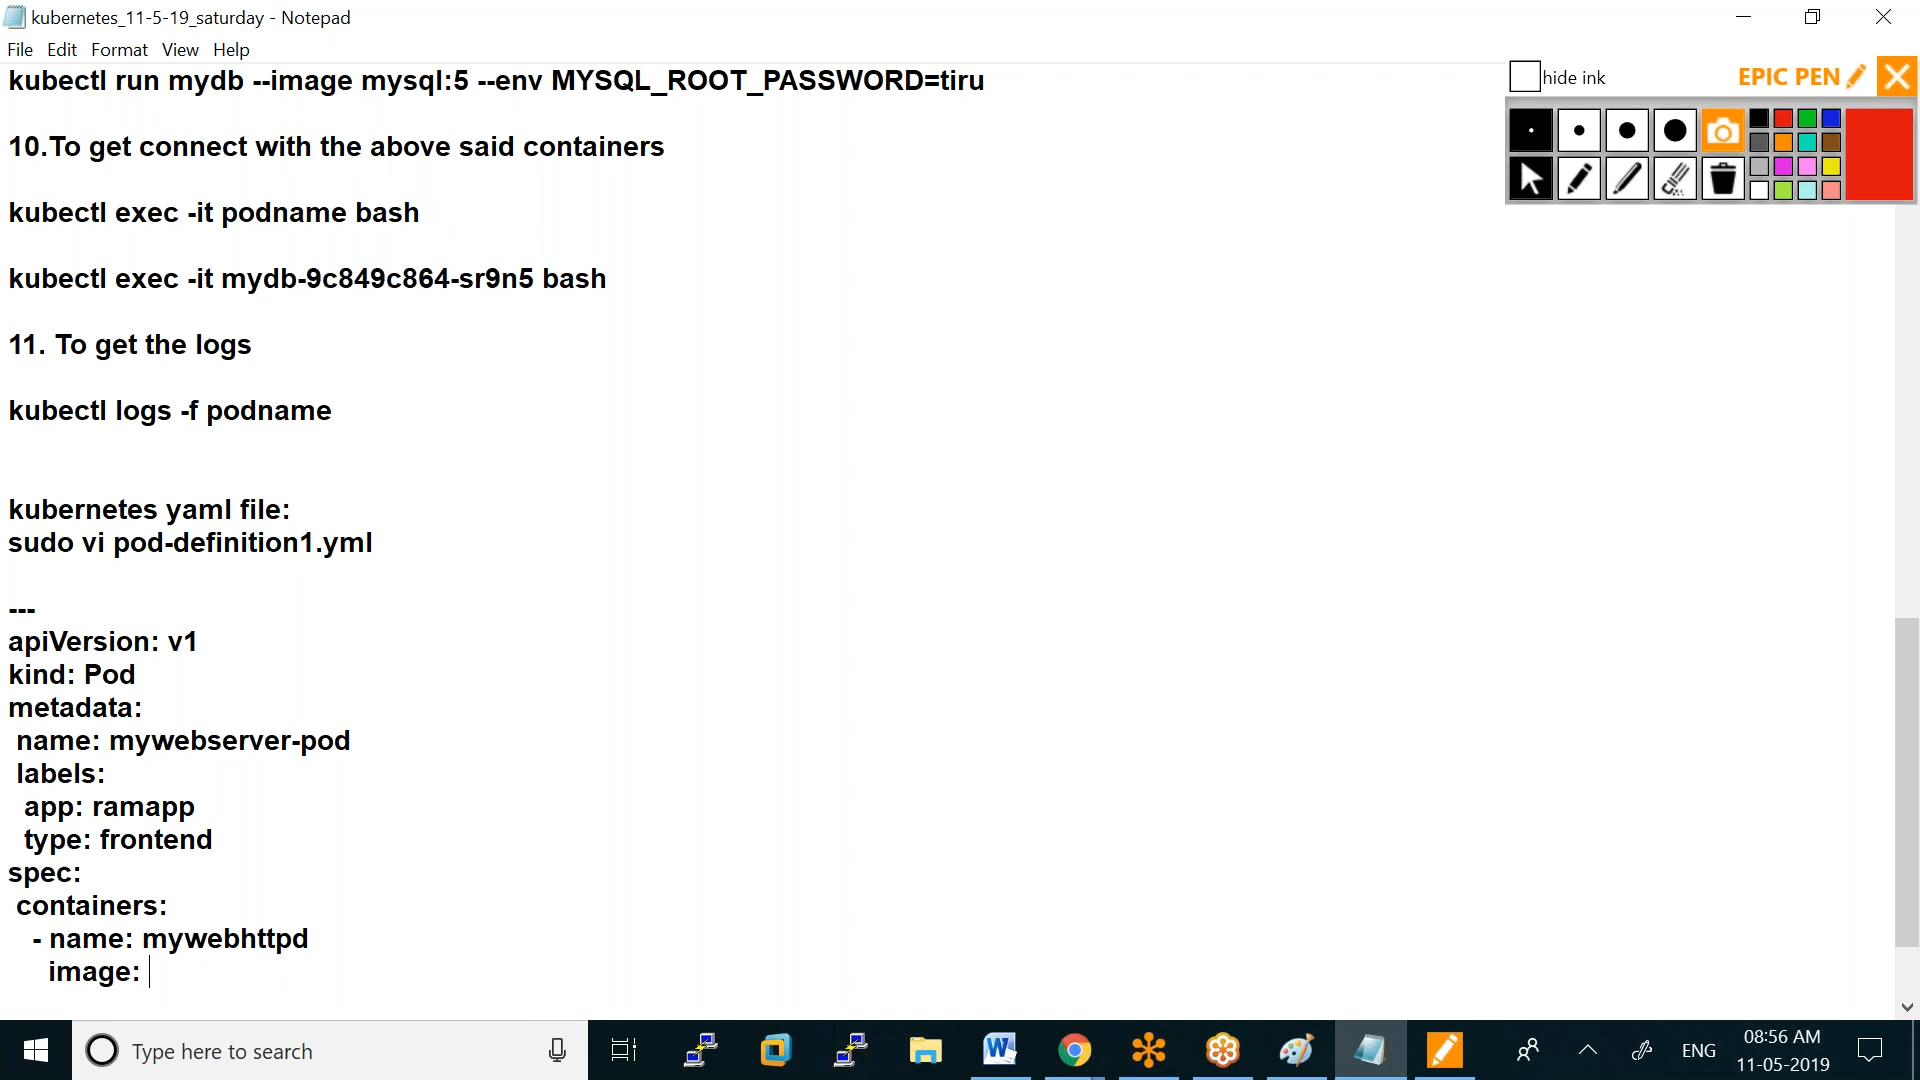 kubernetes_11-5-19_saturday - Notepad
File Edit Format View Help
kubectl run mydb --image mysql:5 --env MYSQL_ROOT_PASSWORD=tiru
hide ink
EPIC PEN
10.To get connect with the above said containers
kubectl exec -it podname bash
kubectl exec -it mydb-9c849c864-sr9n5 bash
11. To get the logs
kubectl logs -f podname
kubernetes yaml file:
sudo vi pod-definition1.yml
---
apiVersion: v1
kind: Pod
metadata:
name: mywebserver-pod
labels:
app: ramapp
type: frontend
spec:
containers:
- name: mywebhttpd
image:
Type here to search
W
ENG
08:56 AM
11-05-2019